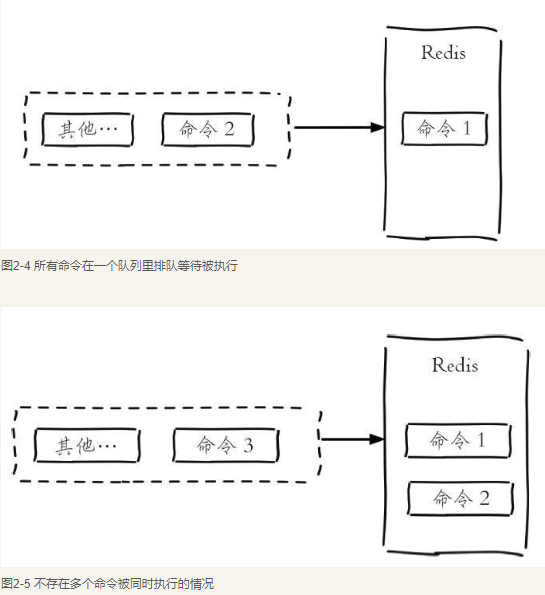 Redis
其他… 命令 2 命令 1
图2-4 所有命令在一个队列里排队等待被执行
Redis
其他… 命令 3 命令 1
命令 2
图2-5 不存在多个命令被同时执行的情况